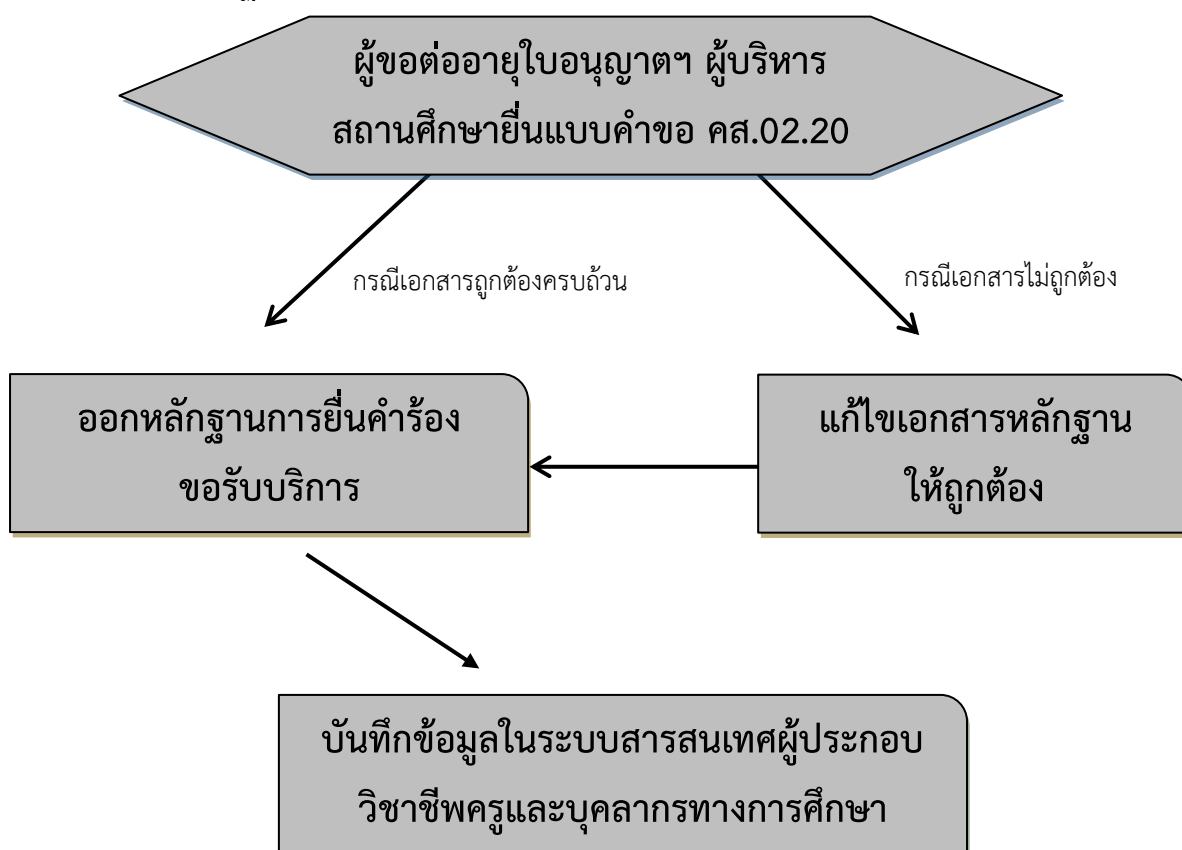 ผู้ขอต่ออายุใบอนุญาตฯ ผู้บริหาร
สถานศึกษายื่นแบบคำขอ คส.02.20
กรณีเอกสารถูกต้องครบถ้วน
กรณีเอกสารไม่ถูกต้อง
ออกหลักฐานการยื่นคำร้อง
ขอรับบริการ
แก้ไขเอกสารหลักฐาน
ให้ถูกต้อง
บันทึกข้อมูลในระบบสารสนเทศผู้ประกอบ
วิชาชีพครูและบุคลากรทางการศึกษา